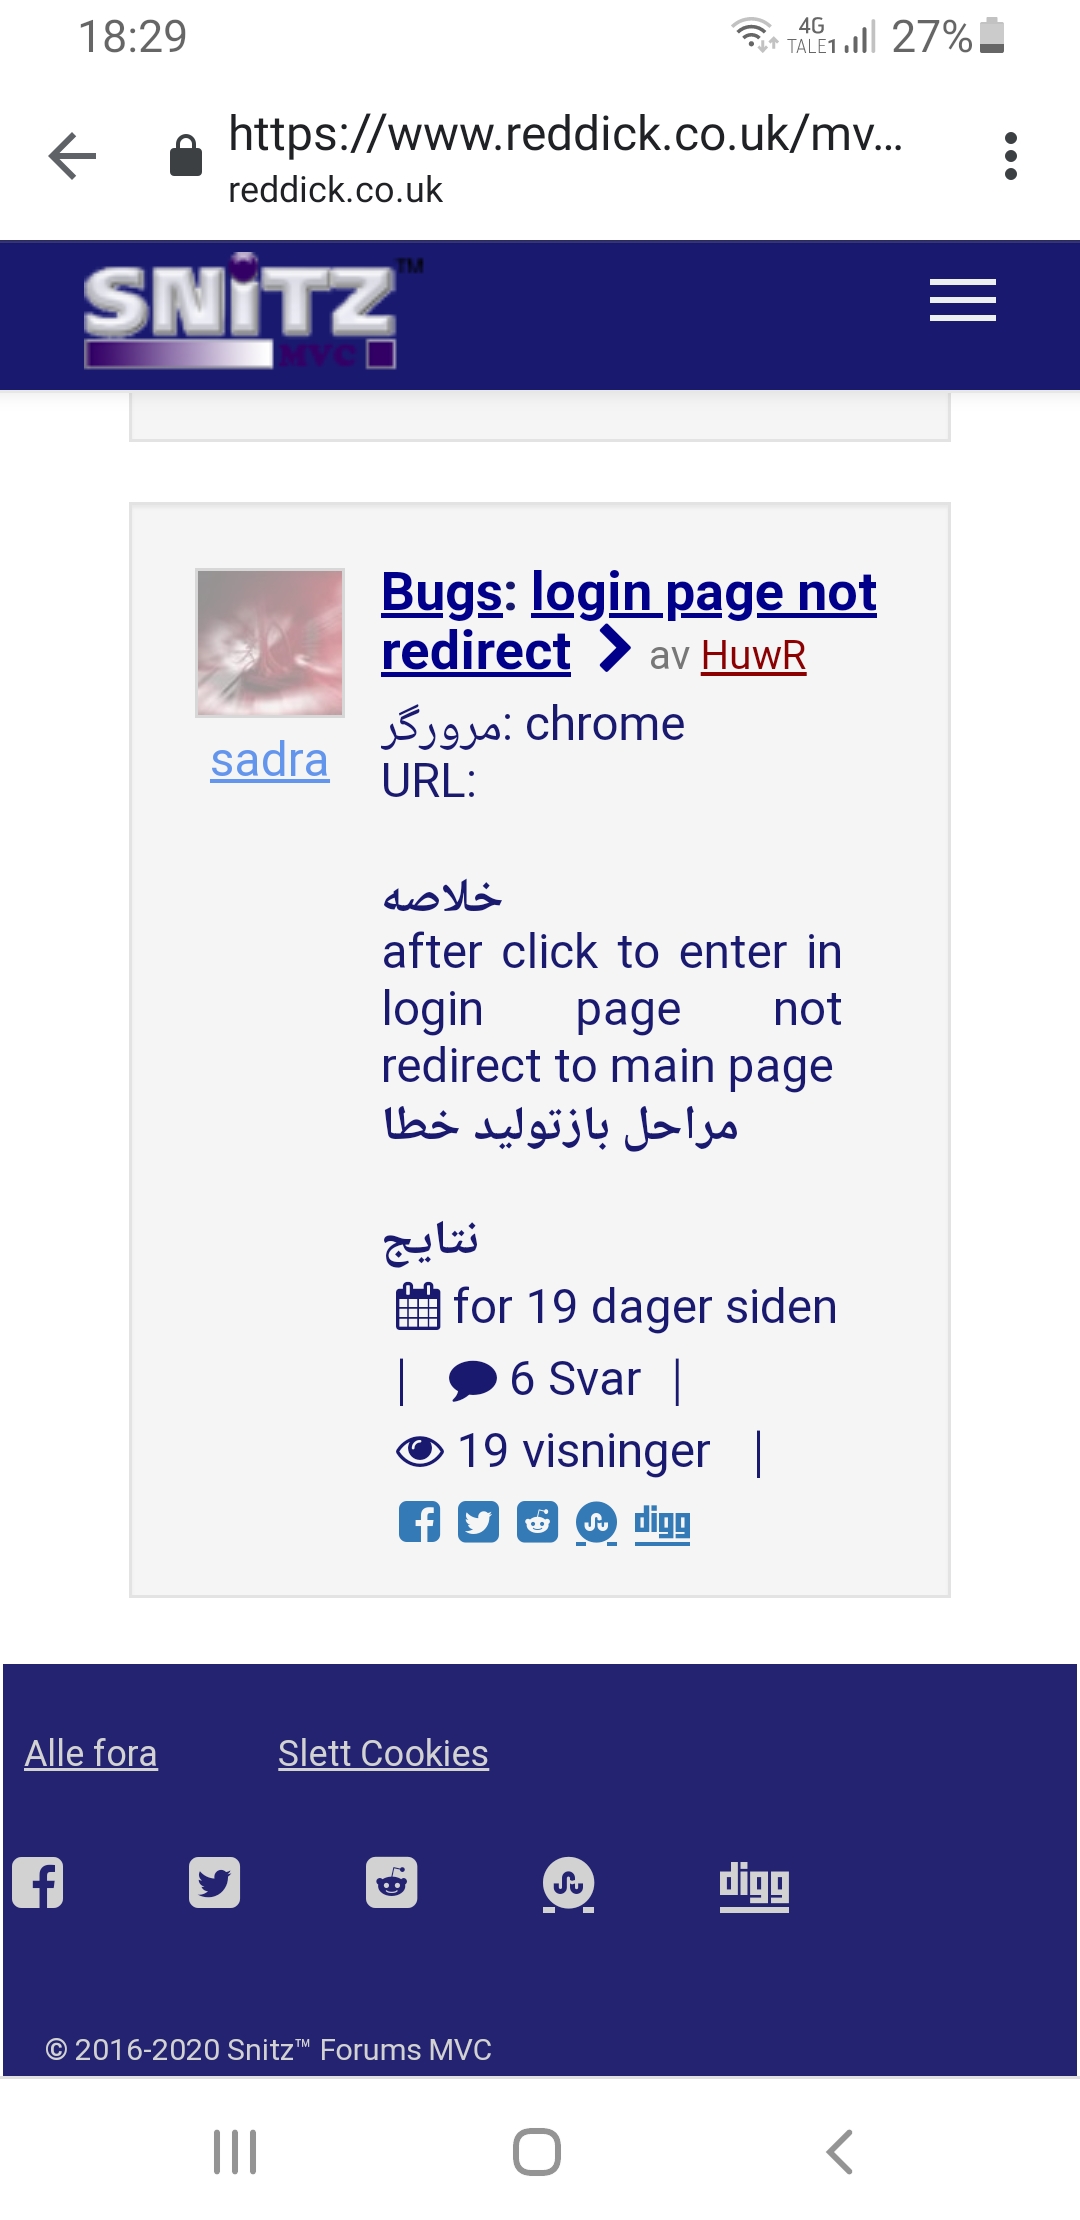 18:29
4G
TALE1
27%
https://www.reddick.co.uk/mv...
reddick.co.uk
SNiTZ™
MVC
Bugs: login page not
redirect av HuwR
sadra
مرورگر: chrome
URL:
خلاصه
after click to enter in
login page not
redirect to main page
مراحل بازتولید خطا
نتایج
for 19 dager siden
| 6 Svar |
19 visninger |
digg
Alle fora Slett Cookies
digg
© 2016-2020 Snitz™ Forums MVC